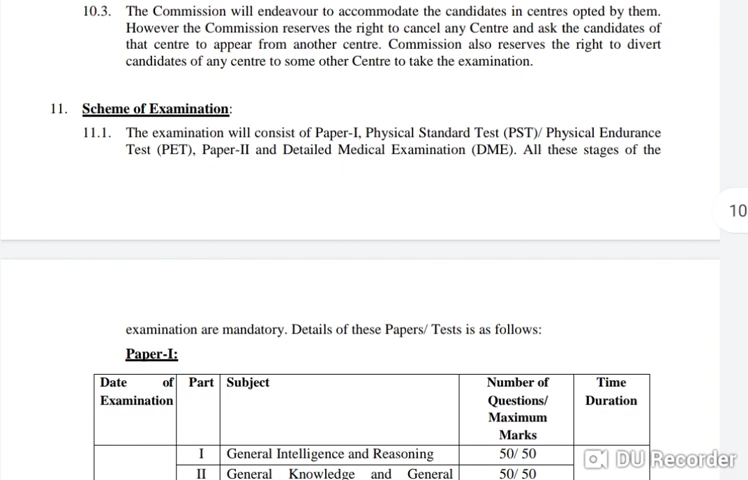 10.3. The Commission will endeavour to accommodate the candidates in centres opted by them.
However the Commission reserves the right to cancel any Centre and ask the candidates of
that centre to appear from another centre. Commission also reserves the right to divert
candidates of any centre to some other Centre to take the examination.
11. Scheme of Examination:
11.1. The examination will consist of Paper-I, Physical Standard Test (PST)/ Physical Endurance
Test (PET), Paper-II and Detailed Medical Examination (DME). All these stages of the
10
examination are mandatory. Details of these Papers/ Tests is as follows:
Paper-I:
Date of Part Subject Number of Time
Examination Questions/ Duration
Maximum
Marks
I General Intelligence and Reasoning 50/ 50
II General Knowledge and General 50/ 50
DU Recorder